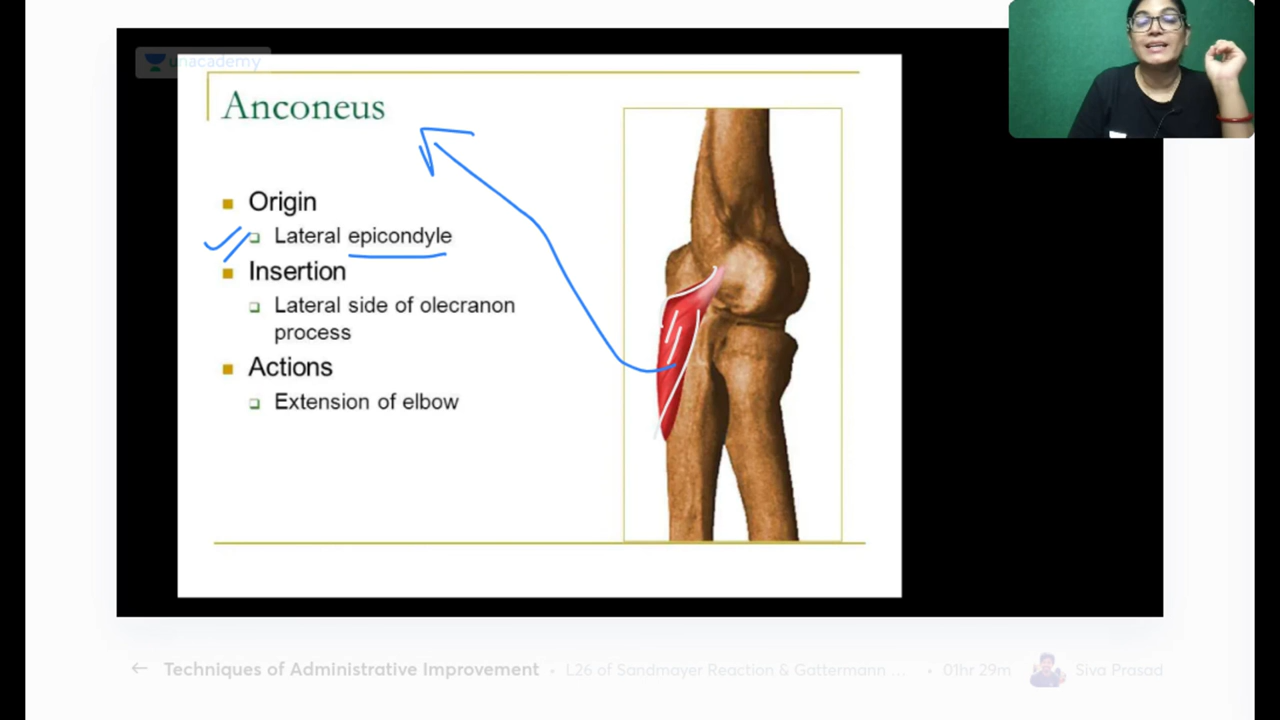 unacademy
Anconeus
Origin
Lateral epicondyle
Insertion
Lateral side of olecranon
process
Actions
Extension of elbow
Techniques of Administrative Improvement • L26 of Sandmayer Reaction & Gattermann ... • 01hr 29m Siva Prasad